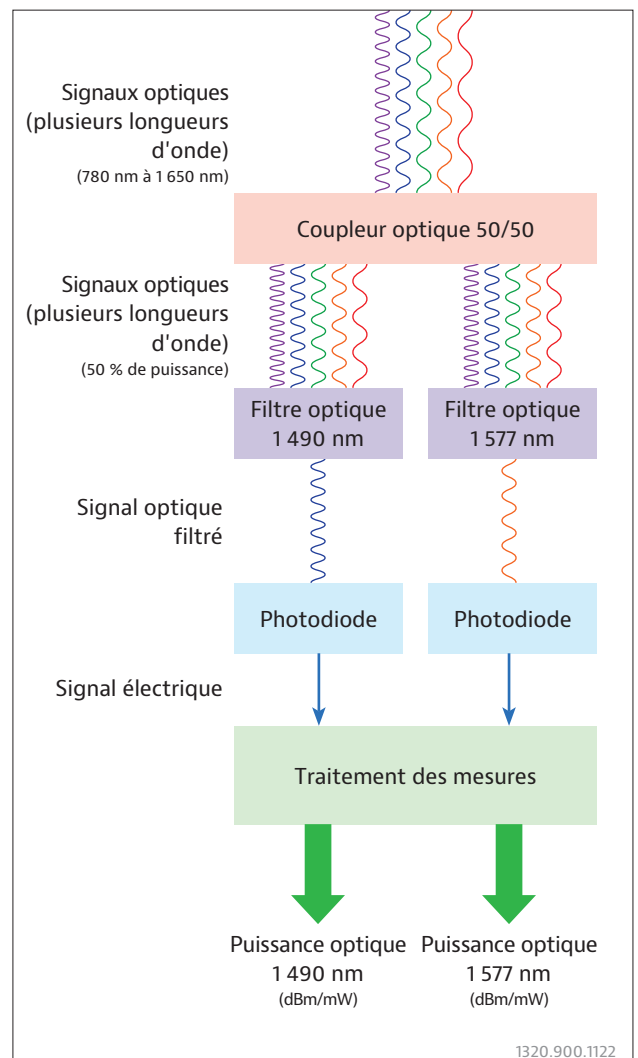 Signaux optiques
(plusieurs longueurs
d'onde)
(780 nm à 1 650 nm)
Coupleur optique 50/50
Signaux optiques
(plusieurs longueurs
d'onde)
(50 % de puissance)
Filtre optique
1 490 nm
Filtre optique
1 577 nm
Signal optique
filtré
Photodiode
Photodiode
Signal électrique
Traitement des mesures
Puissance optique
1 490 nm
(dBm/mW)
Puissance optique
1 577 nm
(dBm/mW)
1320.900.1122